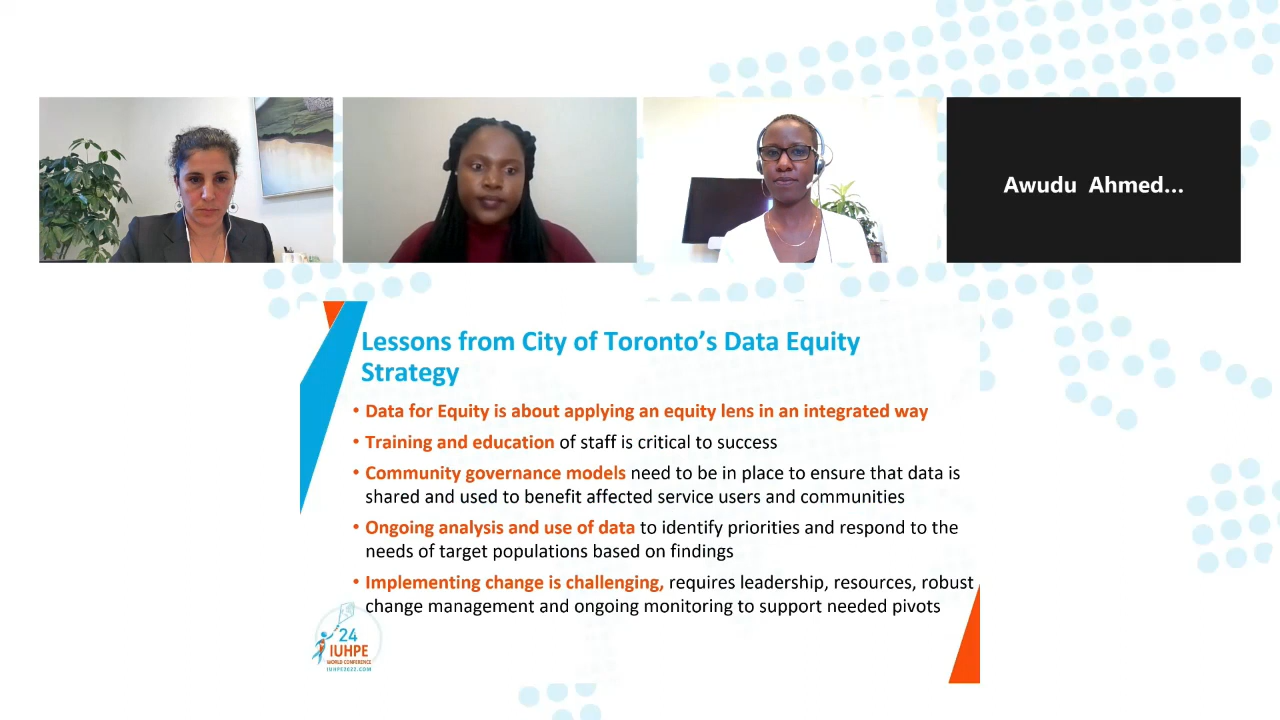 Awudu Ahmed...
Lessons from City of Toronto’s Data Equity
Strategy
• Data for Equity is about applying an equity lens in an integrated way
• Training and education of staff is critical to success
• Community governance models need to be in place to ensure that data is
shared and used to benefit affected service users and communities
• Ongoing analysis and use of data to identify priorities and respond to the
needs of target populations based on findings
• Implementing change is challenging, requires leadership, resources, robust
change management and ongoing monitoring to support needed pivots
24
IUHPE
WORLD CONFERENCE
IUHPE2022.COM